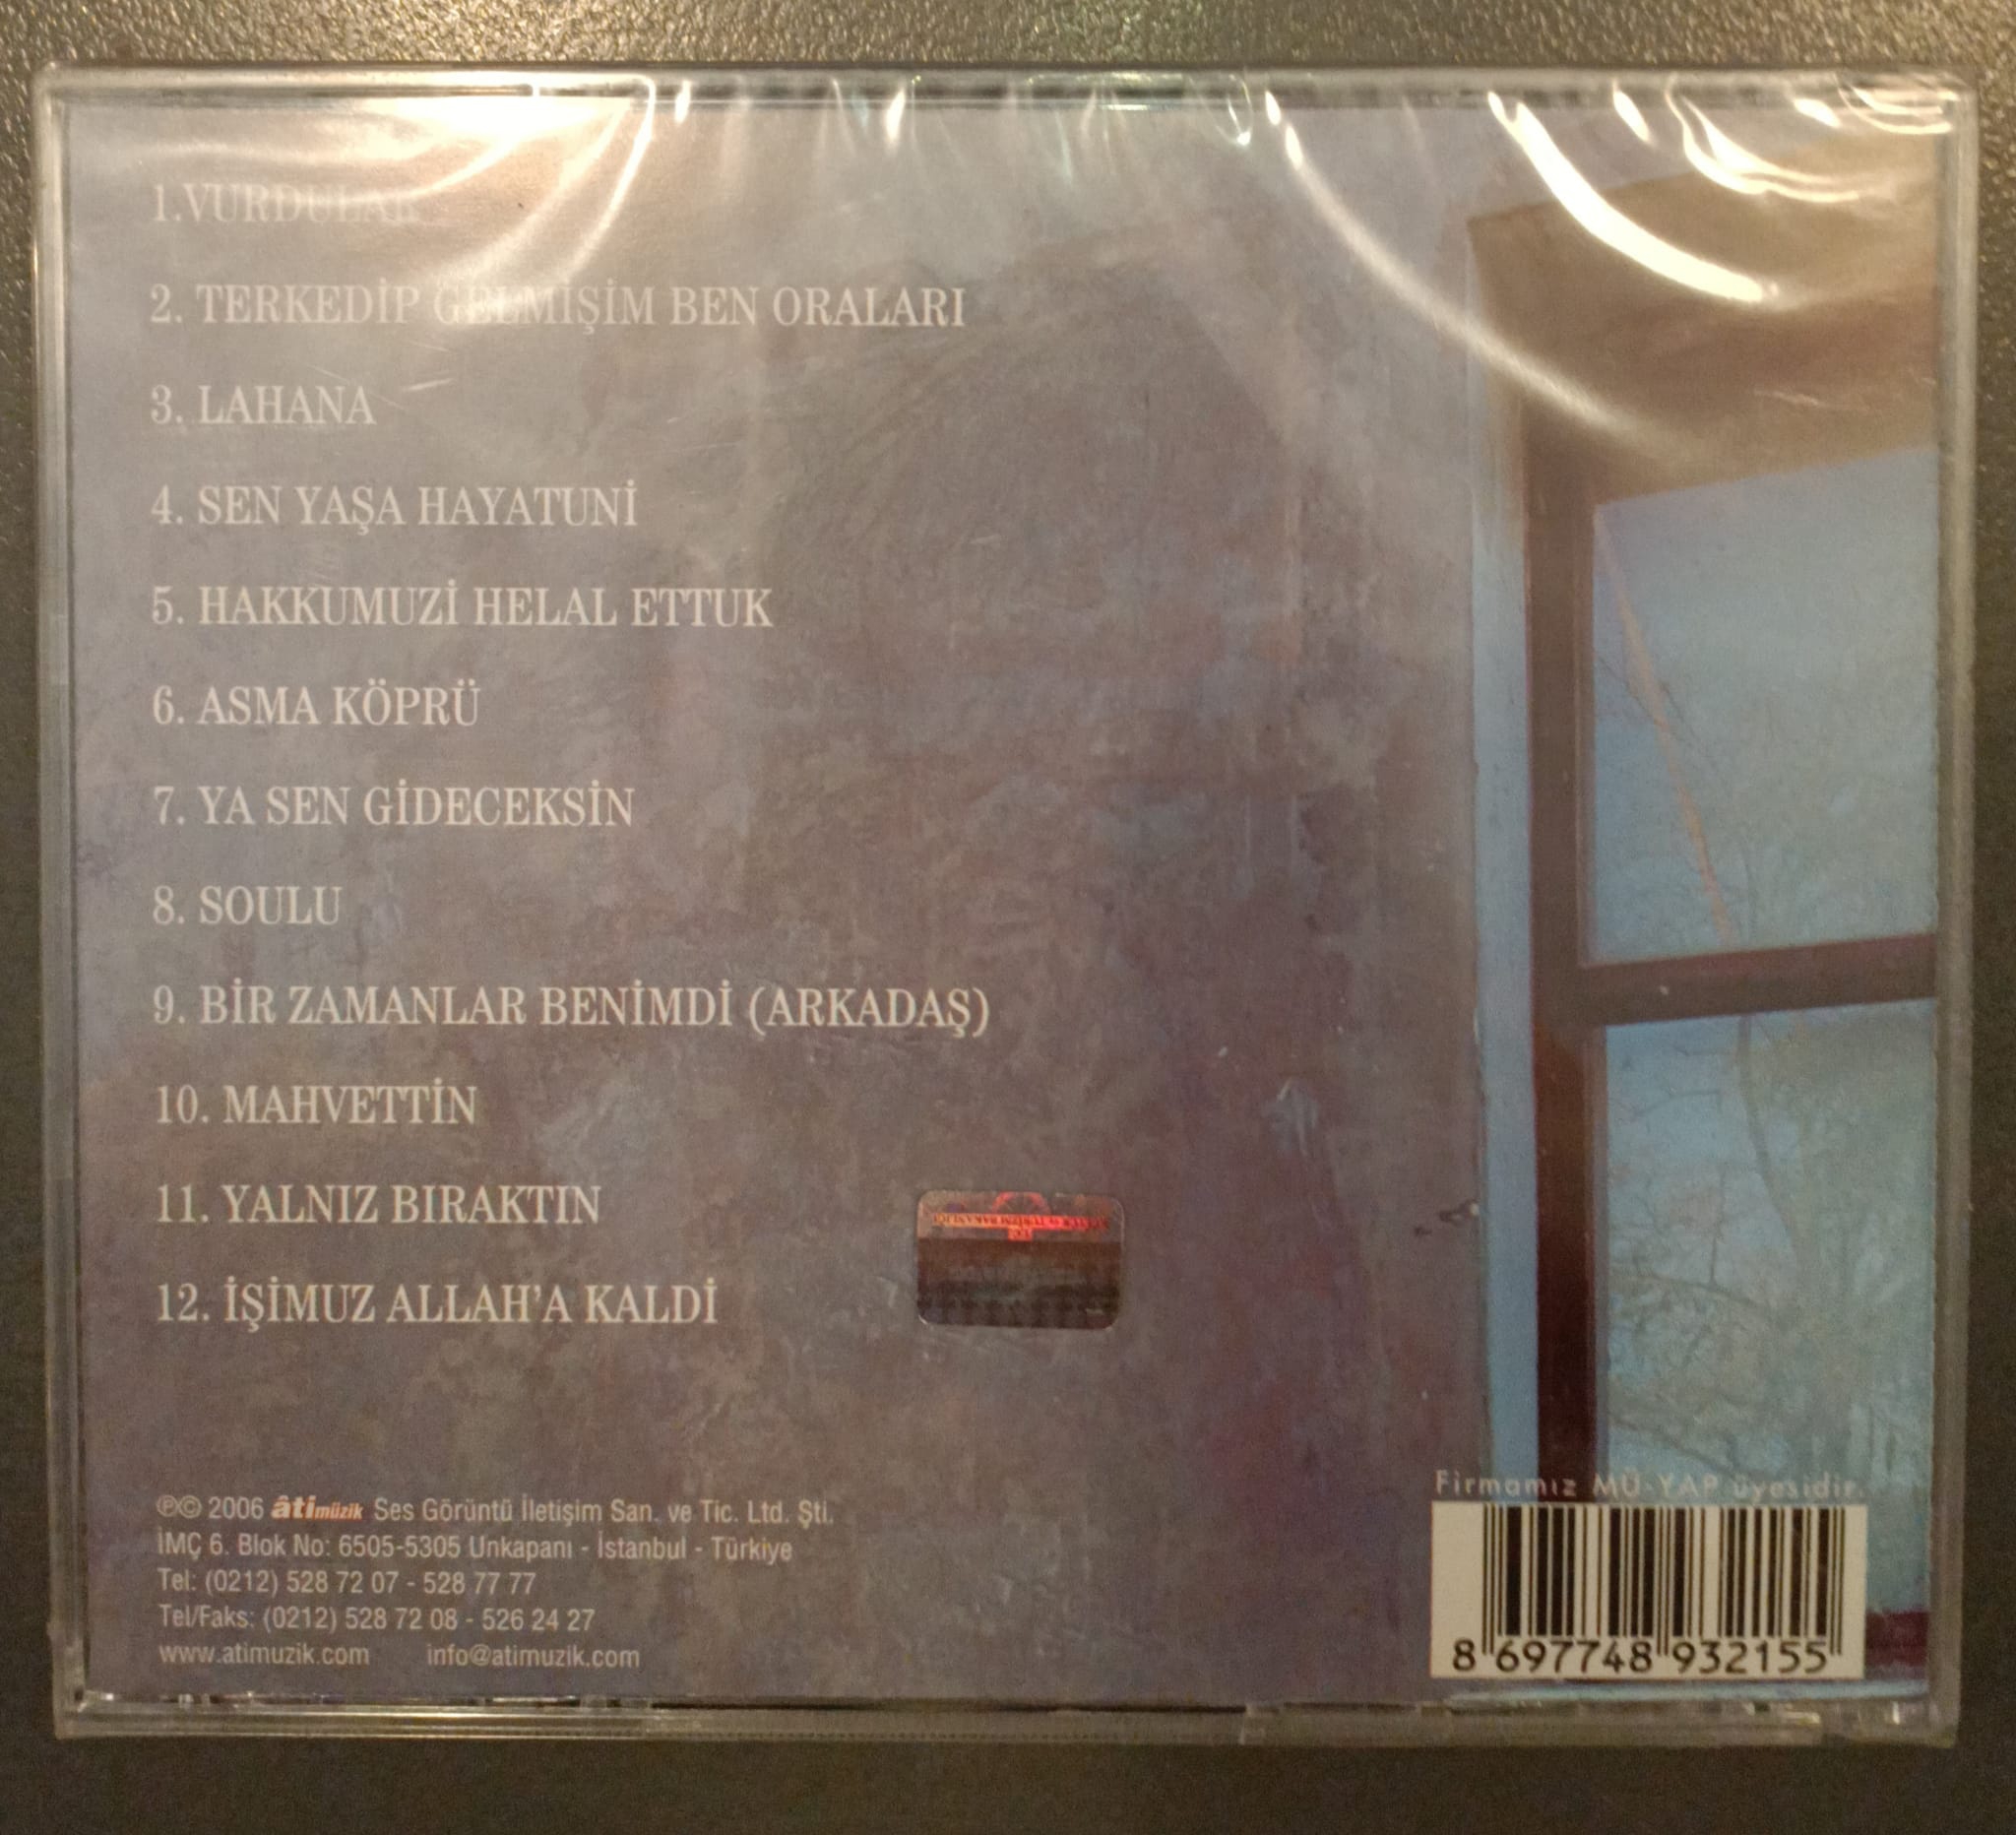 1.VURDULAR
2. TERKEDİP GELMİŞİM BEN ORALARI
3. LAHANA
4. SEN YAŞA HAYATUNİ
5. HAKKUMUZİ HELAL ETTUK
6. ASMA KÖPRÜ
7. YA SEN GİDECEKSİN
8. SOULU
9. BİR ZAMANLAR BENİMDİ (ARKADAŞ)
10. MAHVETTİN
11. YALNIZ BIRAKTIN
12. İŞİMUZ ALLAH'A KALDİ
℗© 2006 âtimüzik Ses Görüntü İletişim San. ve Tic. Ltd. Şti.
İMÇ 6. Blok No: 6505-5305 Unkapanı - İstanbul - Türkiye
Tel: (0212) 528 72 07 - 528 77 77
Tel/Faks: (0212) 528 72 08 - 526 24 27
www.atimuzik.com info@atimuzik.com
Firmamız MÜ-YAP üyesidir.
8 697748 932155